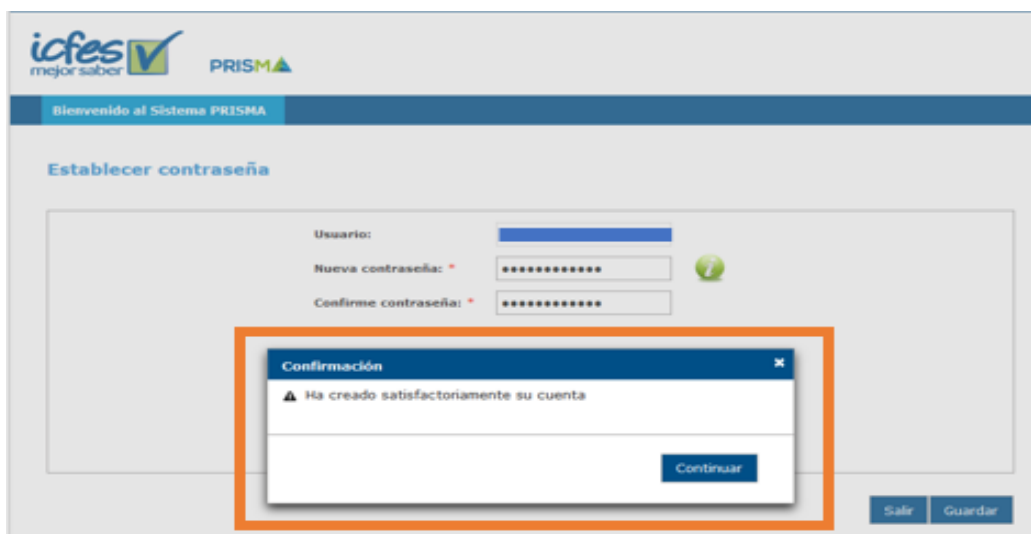 icfes
mejor saber
PRISMA
Bienvenido al Sistema PRISMA
Establecer contraseña
Usuario:
Nueva contraseña: * ••••••••••••
Confirme contraseña: * ••••••••••••
Confirmación
Ha creado satisfactoriamente su cuenta
Continuar
Salir Guardar